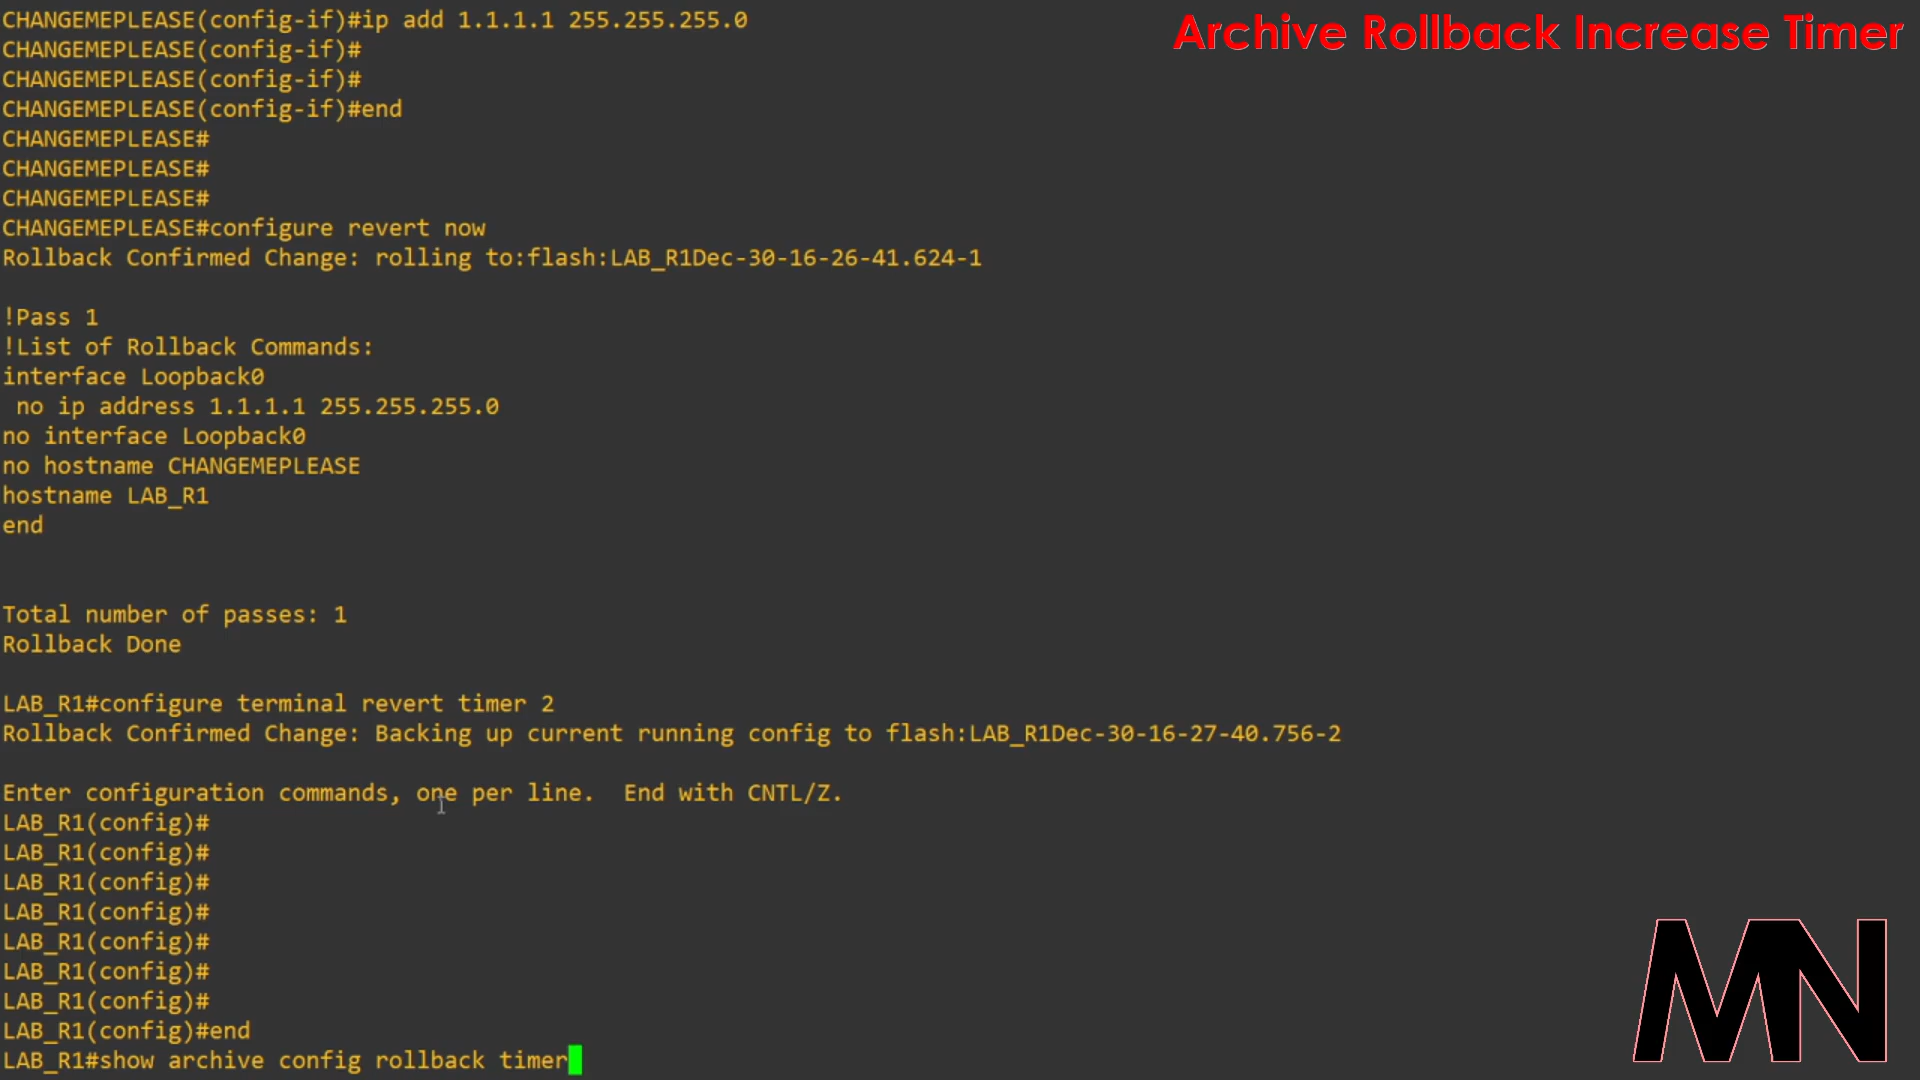 CHANGEMEPLEASE(config-if)#ip add 1.1.1.1 255.255.255.0
Archive Rollback Increase Timer
CHANGEMEPLEASE(config-if)#
CHANGEMEPLEASE(config-if)#
CHANGEMEPLEASE(config-if)#end
CHANGEMEPLEASE#
CHANGEMEPLEASE#
CHANGEMEPLEASE#
CHANGEMEPLEASE#configure revert now
Rollback Confirmed Change: rolling to:flash:LAB_R1Dec-30-16-26-41.624-1
!Pass 1
!List of Rollback Commands:
interface Loopback0
 no ip address 1.1.1.1 255.255.255.0
no interface Loopback0
no hostname CHANGEMEPLEASE
hostname LAB_R1
end
Total number of passes: 1
Rollback Done
LAB_R1#configure terminal revert timer 2
Rollback Confirmed Change: Backing up current running config to flash:LAB_R1Dec-30-16-27-40.756-2
Enter configuration commands, one per line.  End with CNTL/Z.
LAB_R1(config)#
LAB_R1(config)#
LAB_R1(config)#
LAB_R1(config)#
LAB_R1(config)#
LAB_R1(config)#
LAB_R1(config)#
LAB_R1(config)#end
LAB_R1#show archive config rollback timer
MN